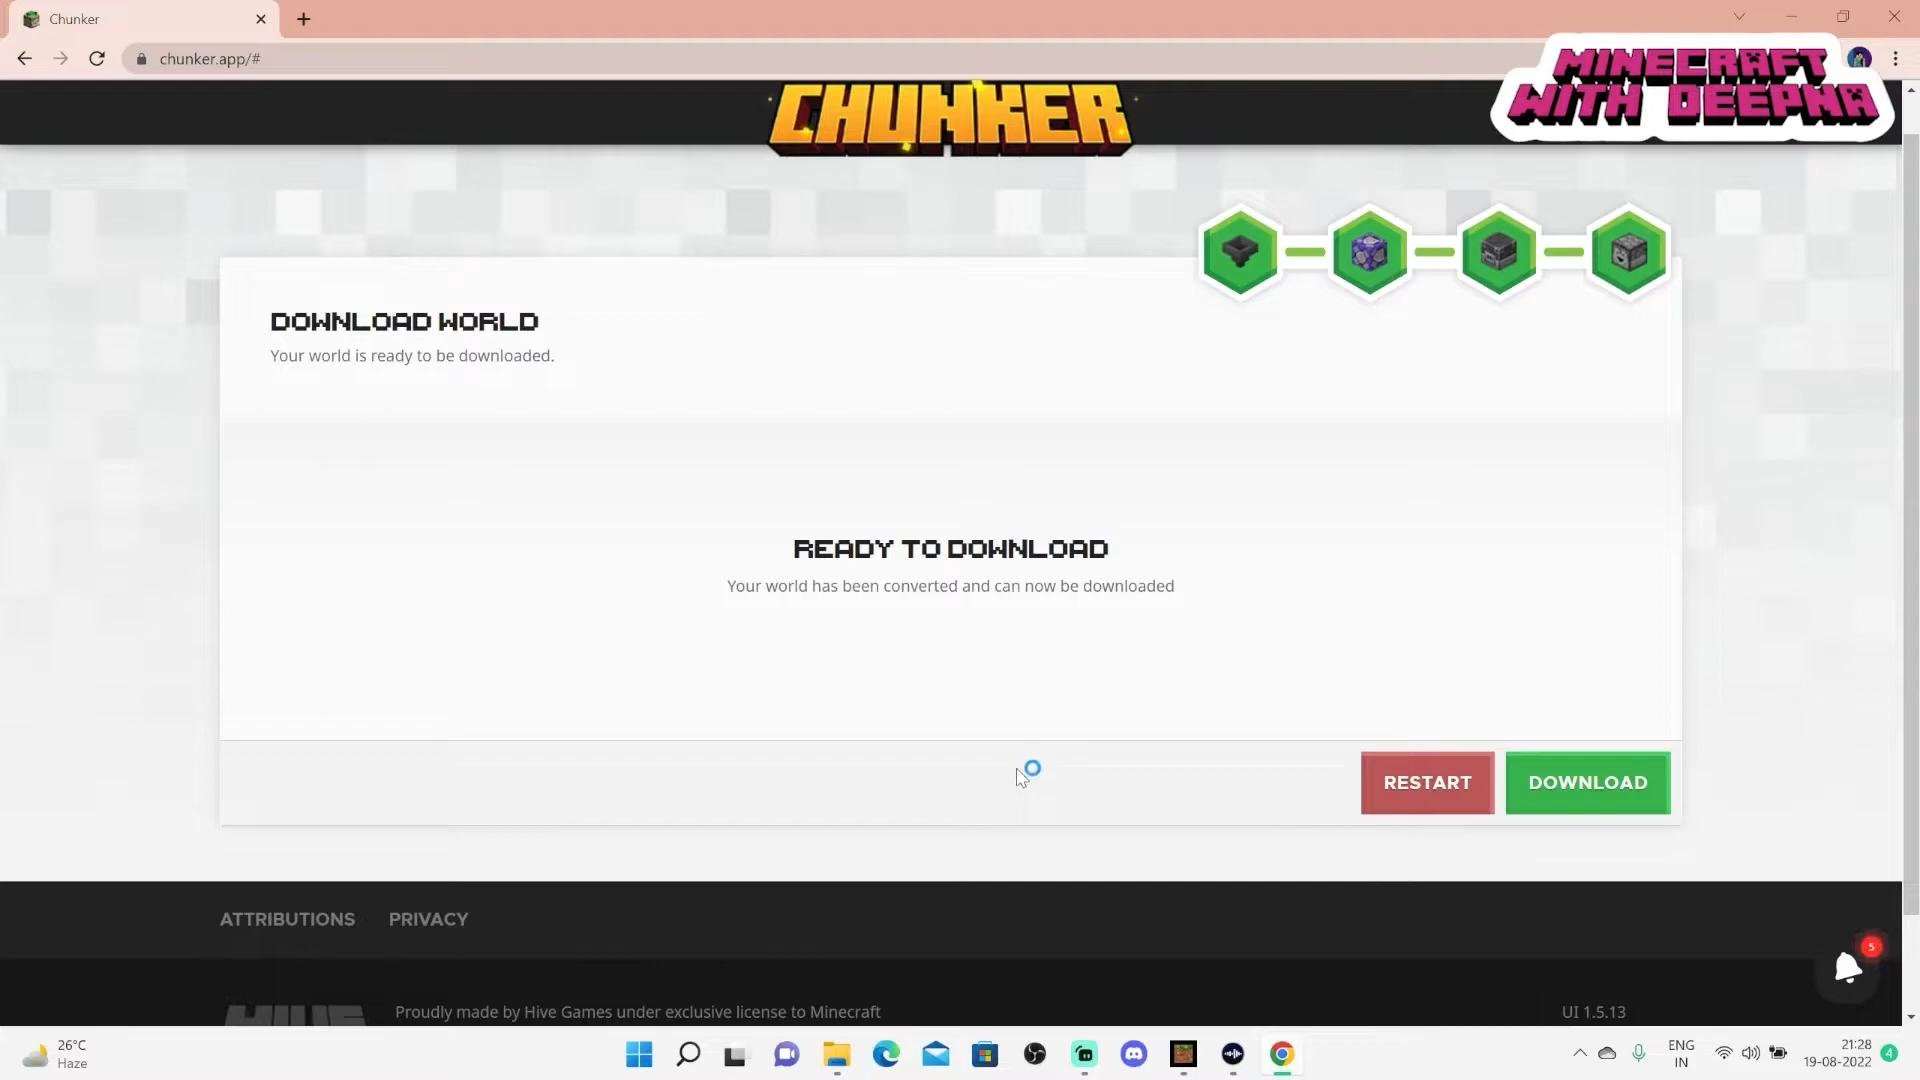 Chunker
chunker.app/#
MINECRAFT
WITH DEEPNA
CHUNKER
DOWNLOAD WORLD
Your world is ready to be downloaded.
READY TO DOWNLOAD
Your world has been converted and can now be downloaded
RESTART
DOWNLOAD
ATTRIBUTIONS
PRIVACY
5
Proudly made by Hive Games under exclusive license to Minecraft
UI 1.5.13
26°C
Haze
ENG
IN
21:28
19-08-2022
4